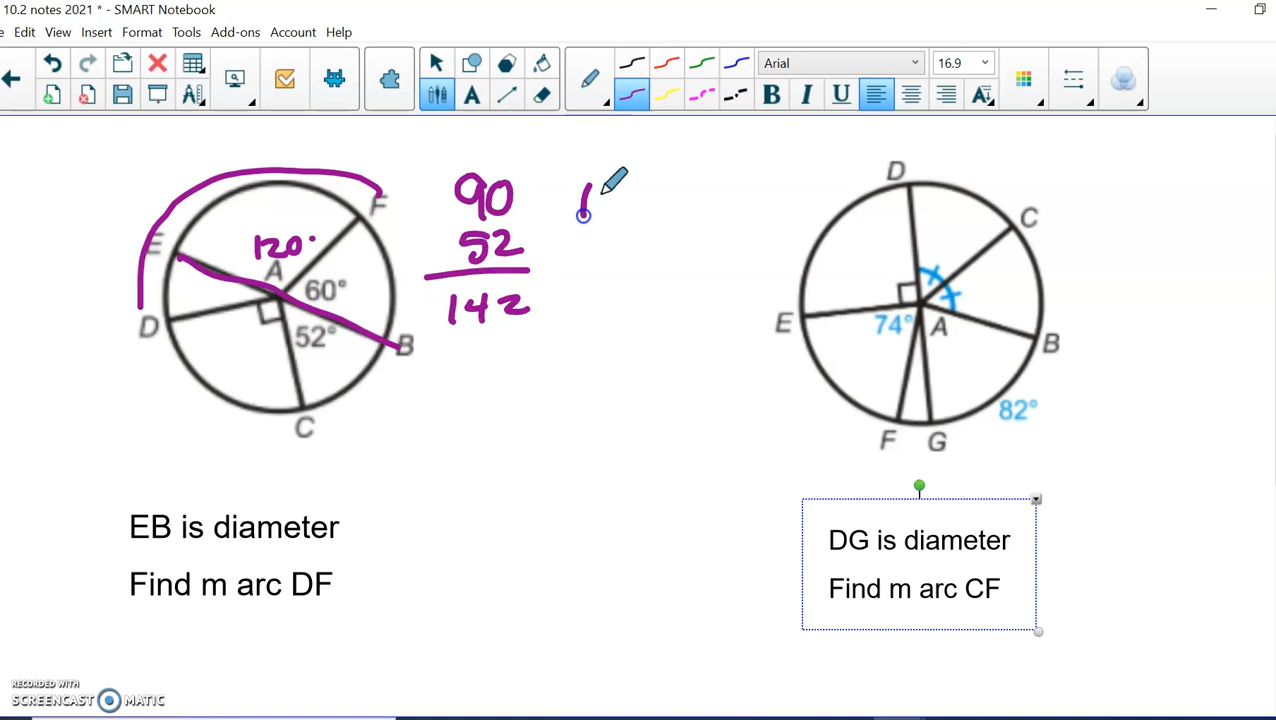 10.2 notes 2021 * - SMART Notebook
Edit View Insert Format Tools Add-ons Account Help
Arial 16.9
B I U
F
E
120°
A
60°
D
52°
B
C
90
52
142
D
C
E
74°
A
B
82°
F G
EB is diameter
Find m arc DF
DG is diameter
Find m arc CF
RECORDED WITH
SCREENCAST MATIC